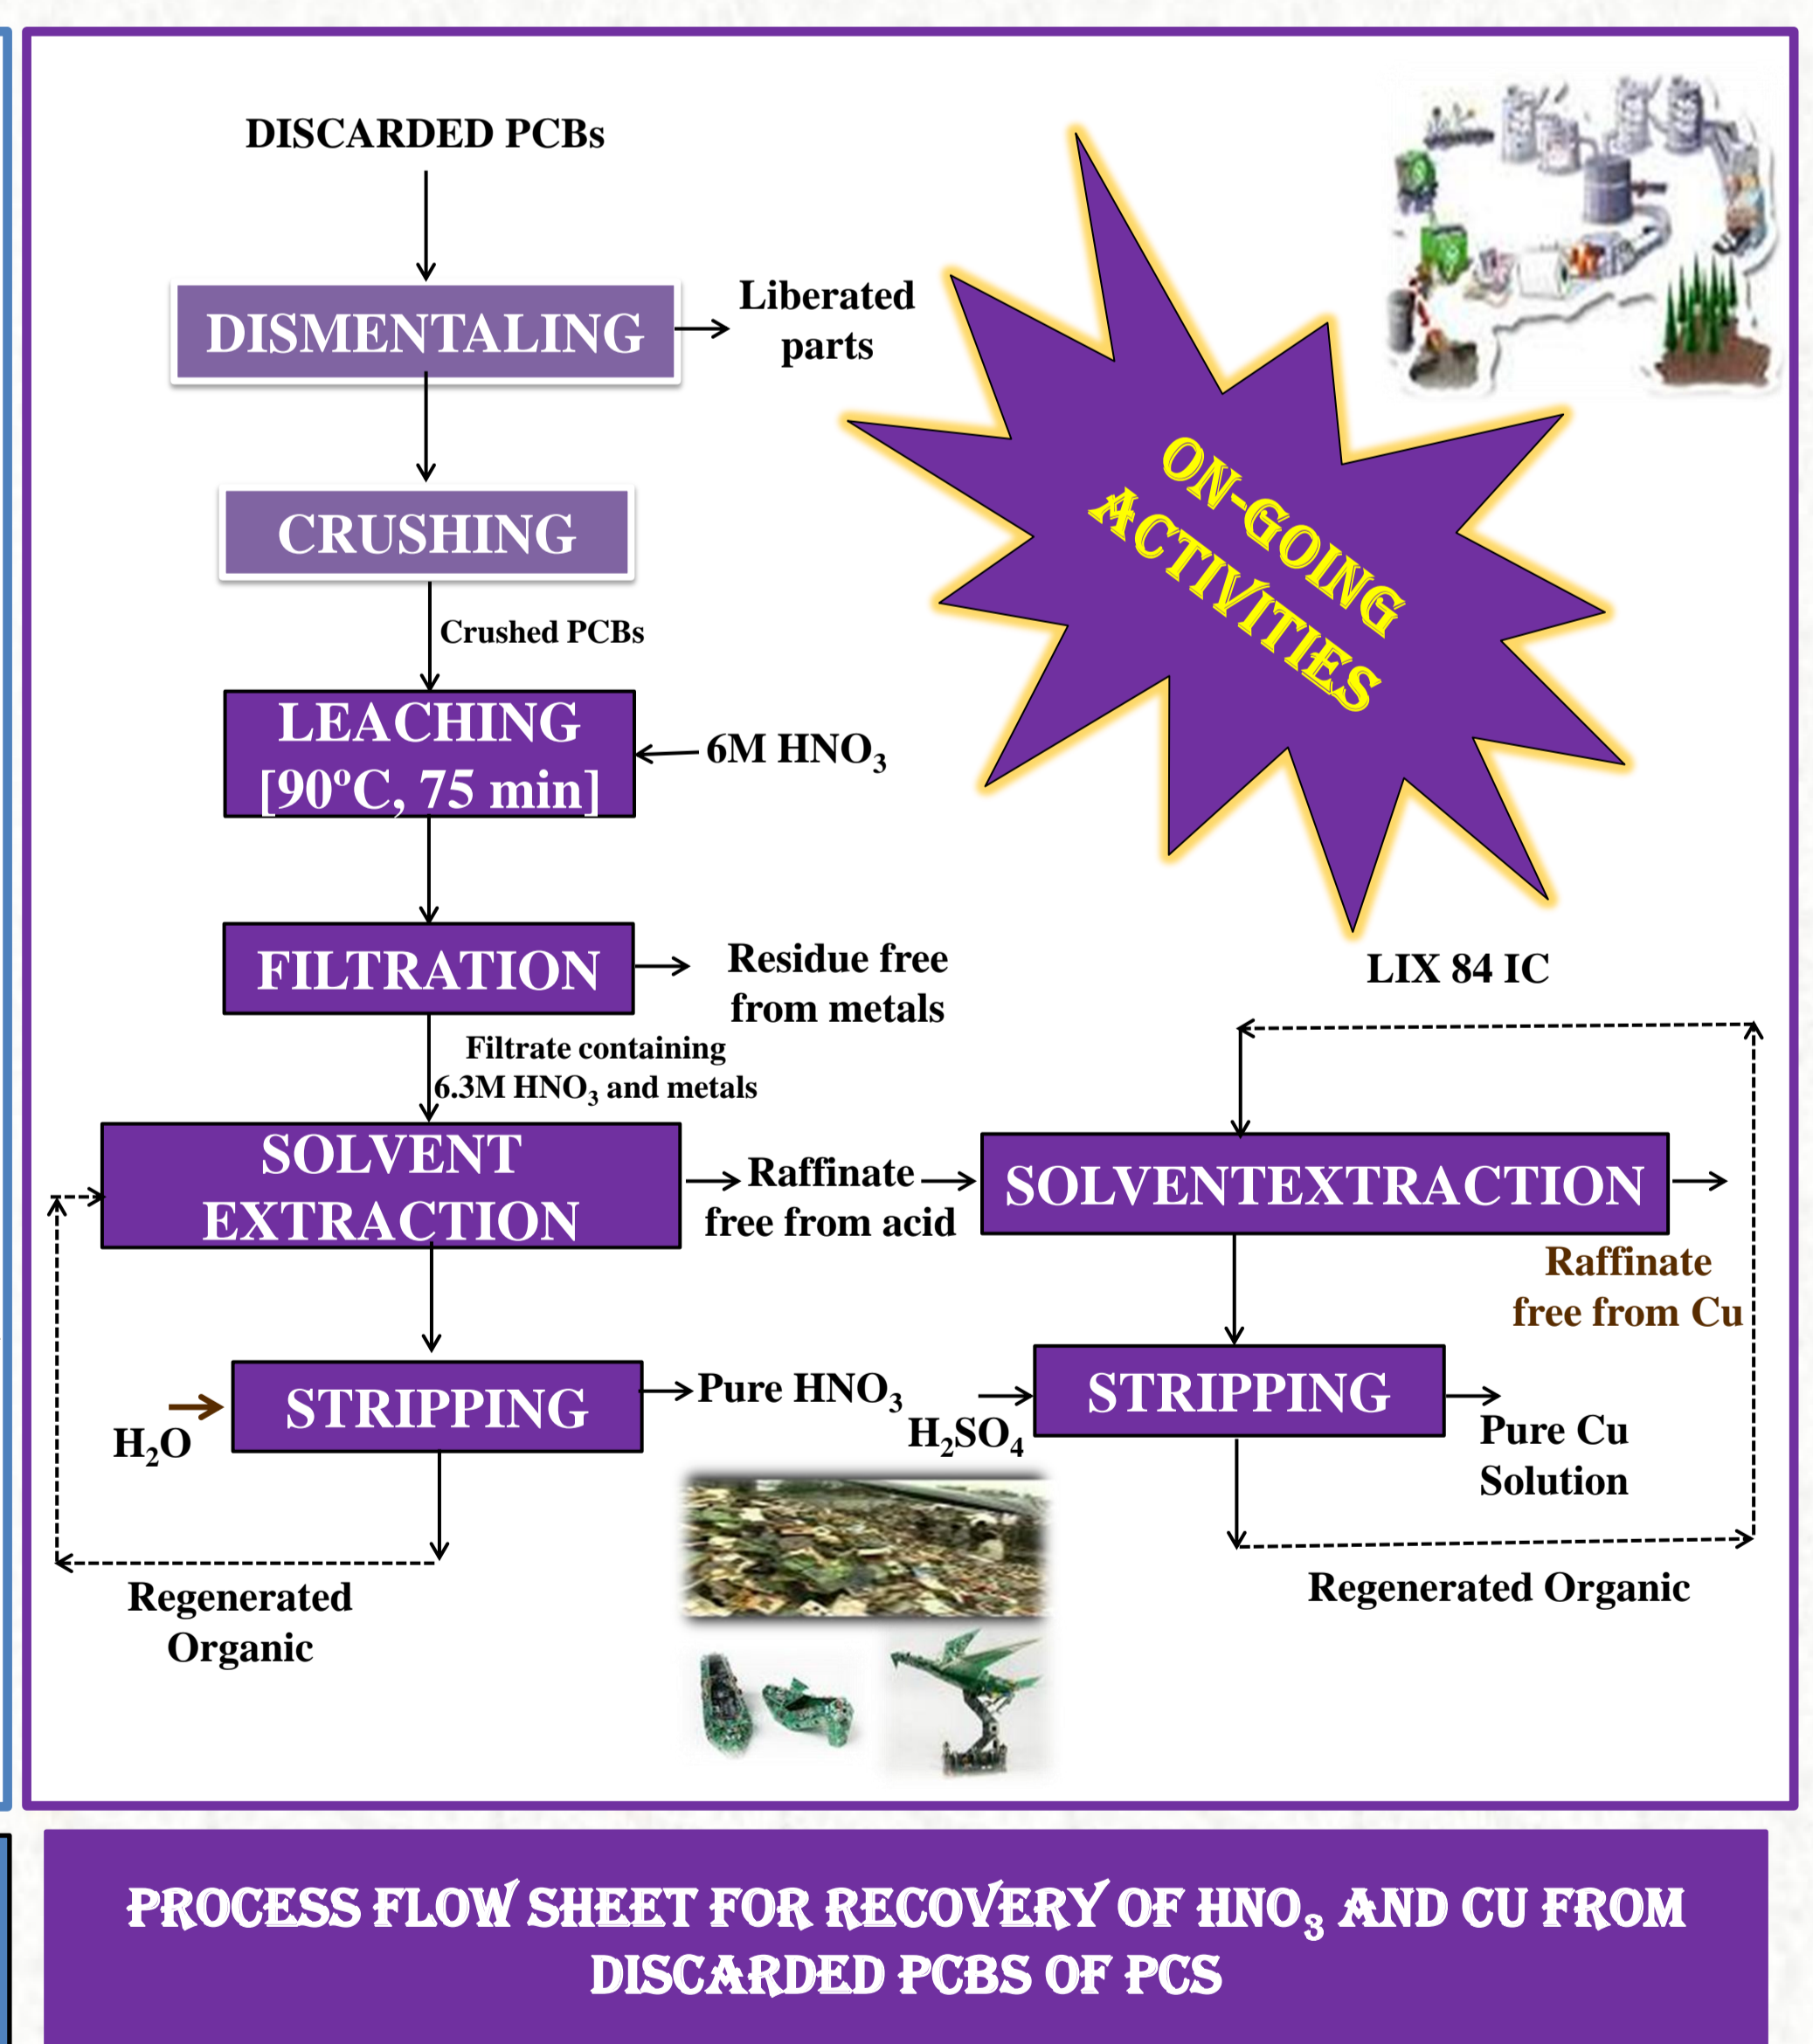 DISCARDED PCBs
DISMENTALING
Liberated
parts
CRUSHING
ON-GOING
ACTIVITIES
Crushed PCBs
LEACHING
[90ºC, 75 min]
6M HNO₃
FILTRATION
Residue free
from metals
LIX 84 IC
Filtrate containing
6.3M HNO₃ and metals
SOLVENT
EXTRACTION
Raffinate
free from acid
SOLVENTEXTRACTION
Raffinate
free from Cu
STRIPPING
H₂O
Pure HNO₃
H₂SO₄
STRIPPING
Pure Cu
Solution
Regenerated
Organic
Regenerated Organic
PROCESS FLOW SHEET FOR RECOVERY OF HNO₃ AND CU FROM
DISCARDED PCBS OF PCS